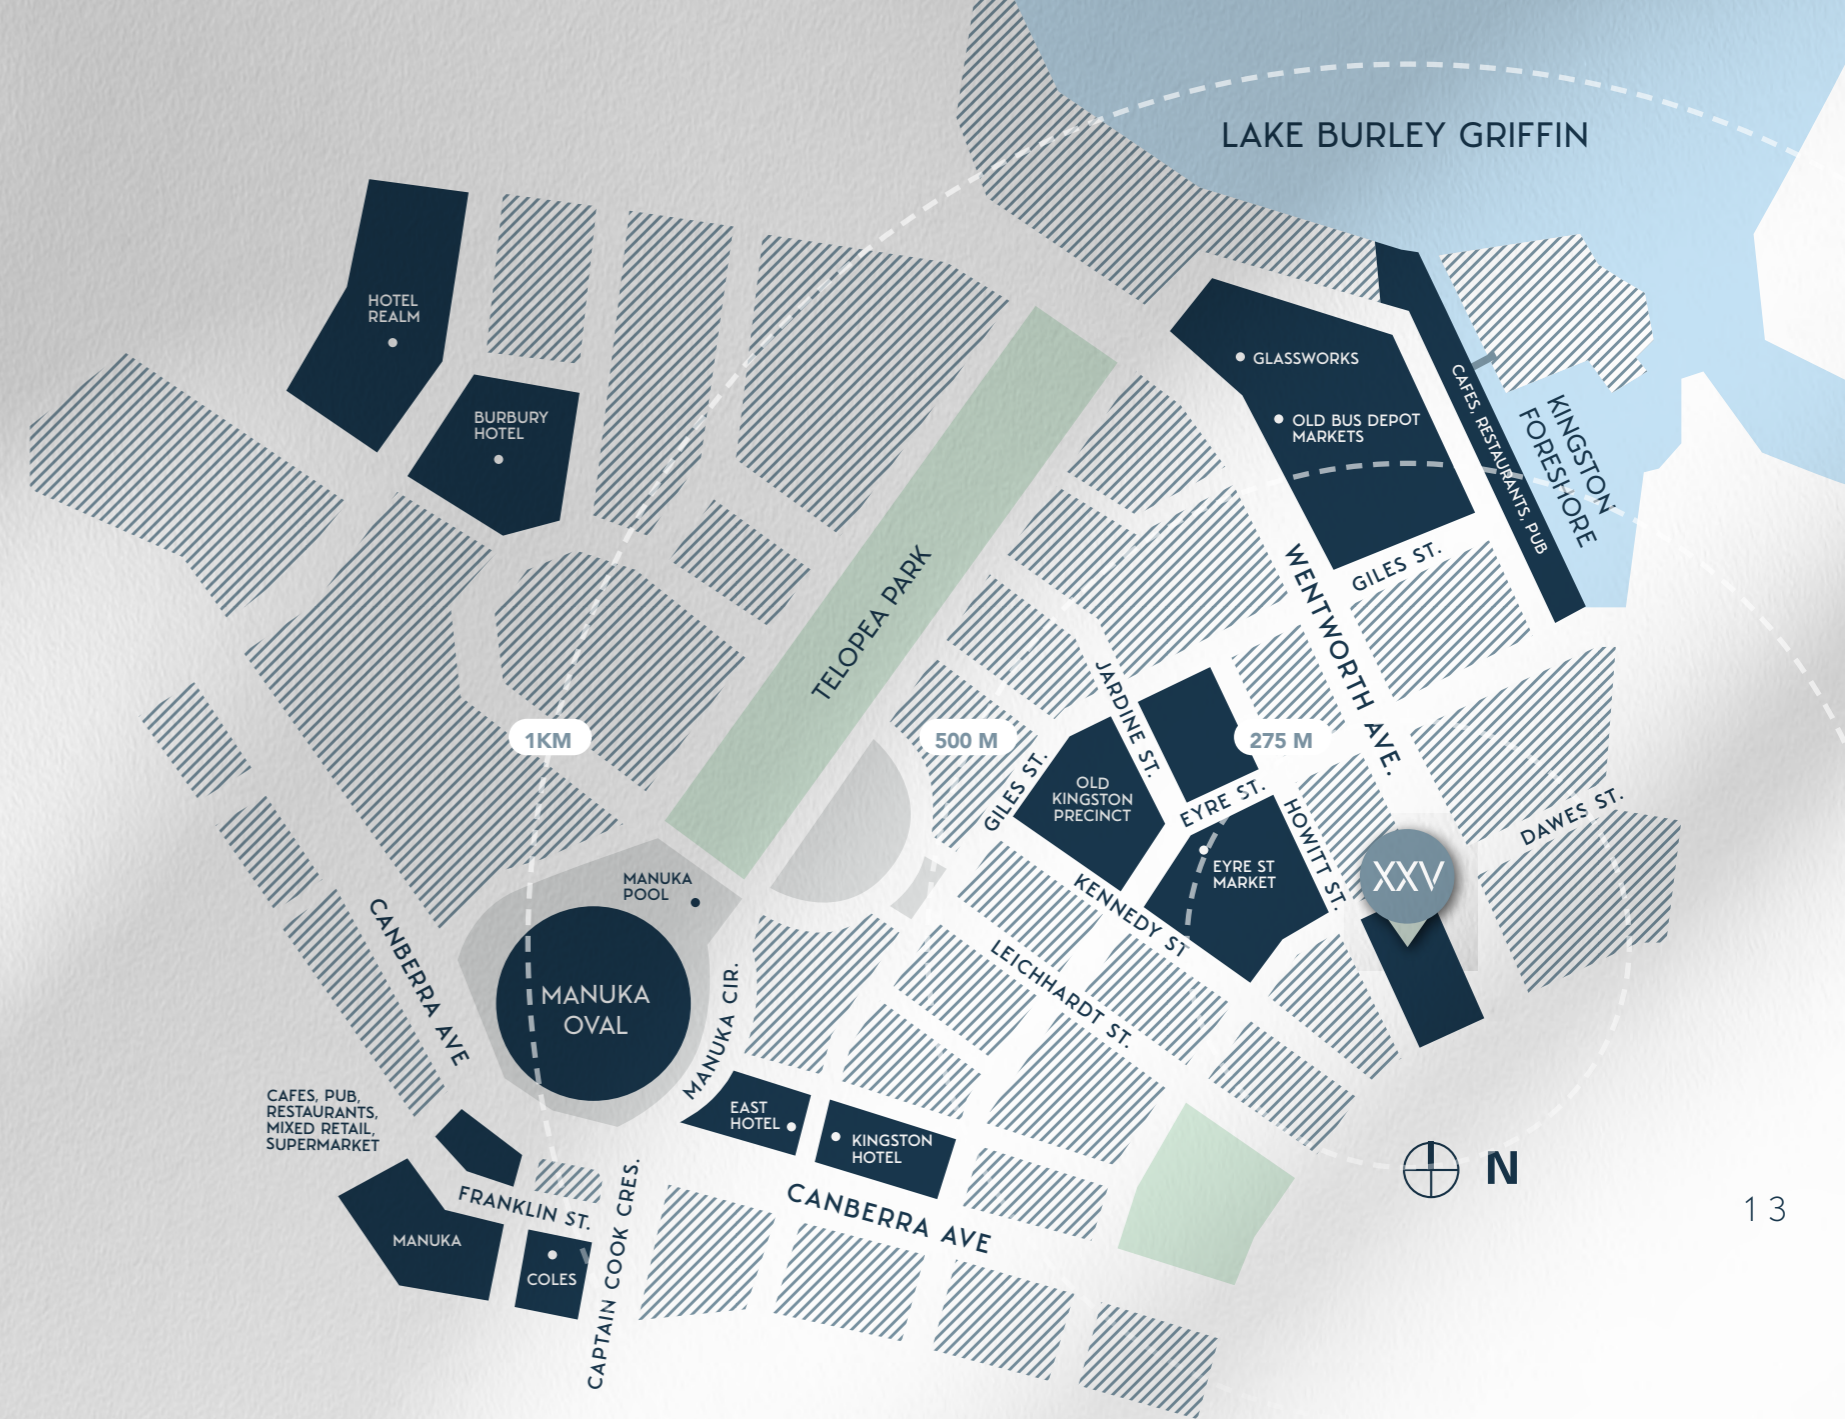 LAKE BURLEY GRIFFIN
HOTEL
REALM
BURBURY
HOTEL
GLASSWORKS
OLD BUS DEPOT
MARKETS
CAFES, RESTAURANTS, PUB
KINGSTON
FORESHORE
TELOPEA PARK
WENTWORTH AVE.
GILES ST.
JARDINE ST.
1KM
500 M
275 M
GILES ST.
OLD
KINGSTON
PRECINCT
EYRE ST.
HOWITT ST.
DAWES ST.
EYRE ST
MARKET
XXV
KENNEDY ST
LEICHHARDT ST.
MANUKA
POOL
CANBERRA AVE
MANUKA
OVAL
MANUKA CIR.
CAFES, PUB,
RESTAURANTS,
MIXED RETAIL,
SUPERMARKET
EAST
HOTEL
KINGSTON
HOTEL
N
FRANKLIN ST.
CANBERRA AVE
CAPTAIN COOK CRES.
MANUKA
COLES
13